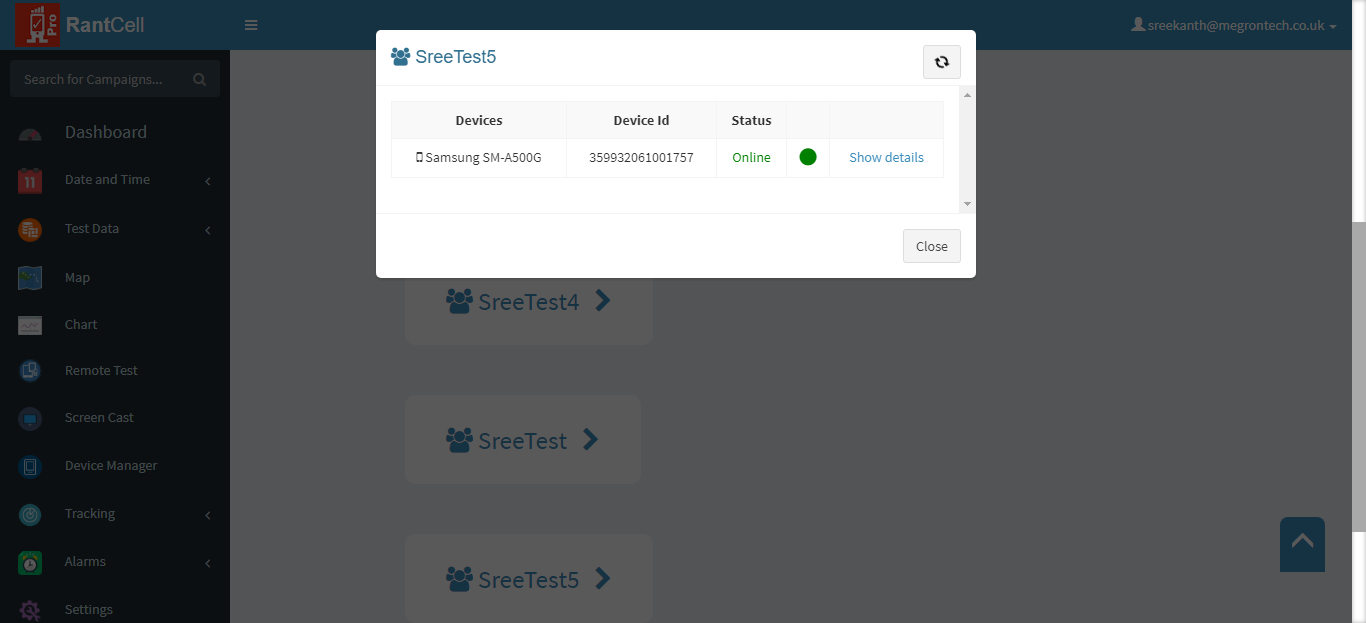 Pro
RantCell
sreekanth@megrontech.co.uk
Search for Campaigns...
Dashboard
11
Date and Time
Test Data
Map
Chart
Remote Test
Screen Cast
Device Manager
Tracking
Alarms
Settings
SreeTest5
Devices Device Id Status
Samsung SM-A500G 359932061001757 Online Show details
Close
SreeTest4
SreeTest
SreeTest5